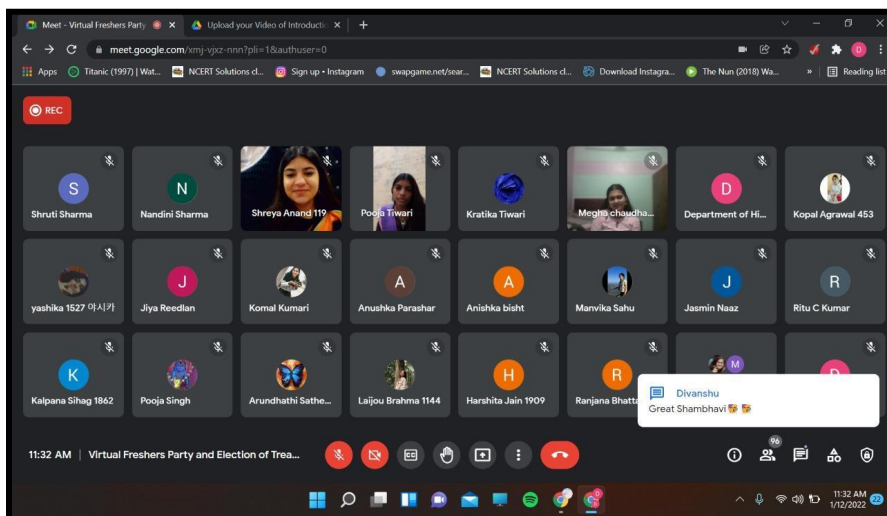 Meet - Virtual Freshers Party
Upload your Video of Introductio
meet.google.com/xmj-vjxz-nnn?pli=1&authuser=0
D
Apps
Titanic (1997) | Wat...
NCERT Solutions cl...
Sign up • Instagram
swapgame.net/sear...
NCERT Solutions cl...
Download Instagra...
The Nun (2018) Wa...
»
Reading list
REC
S
N
D
Shruti Sharma
Nandini Sharma
Shreya Anand 119
Pooja Tiwari
Kratika Tiwari
Megha chaudha...
Department of Hi...
Kopal Agrawal 453
J
A
A
J
R
yashika 1527 야시카
Jiya Reedlan
Komal Kumari
Anushka Parashar
Anishka bisht
Manvika Sahu
Jasmin Naaz
Ritu C Kumar
K
H
R
M
Kalpana Sihag 1862
Pooja Singh
Arundhathi Sathe...
Laijou Brahma 1144
Harshita Jain 1909
Ranjana Bhatta
Divanshu
Great Shambhavi
11:32 AM | Virtual Freshers Party and Election of Trea...
CC
96
11:32 AM
1/12/2022
22